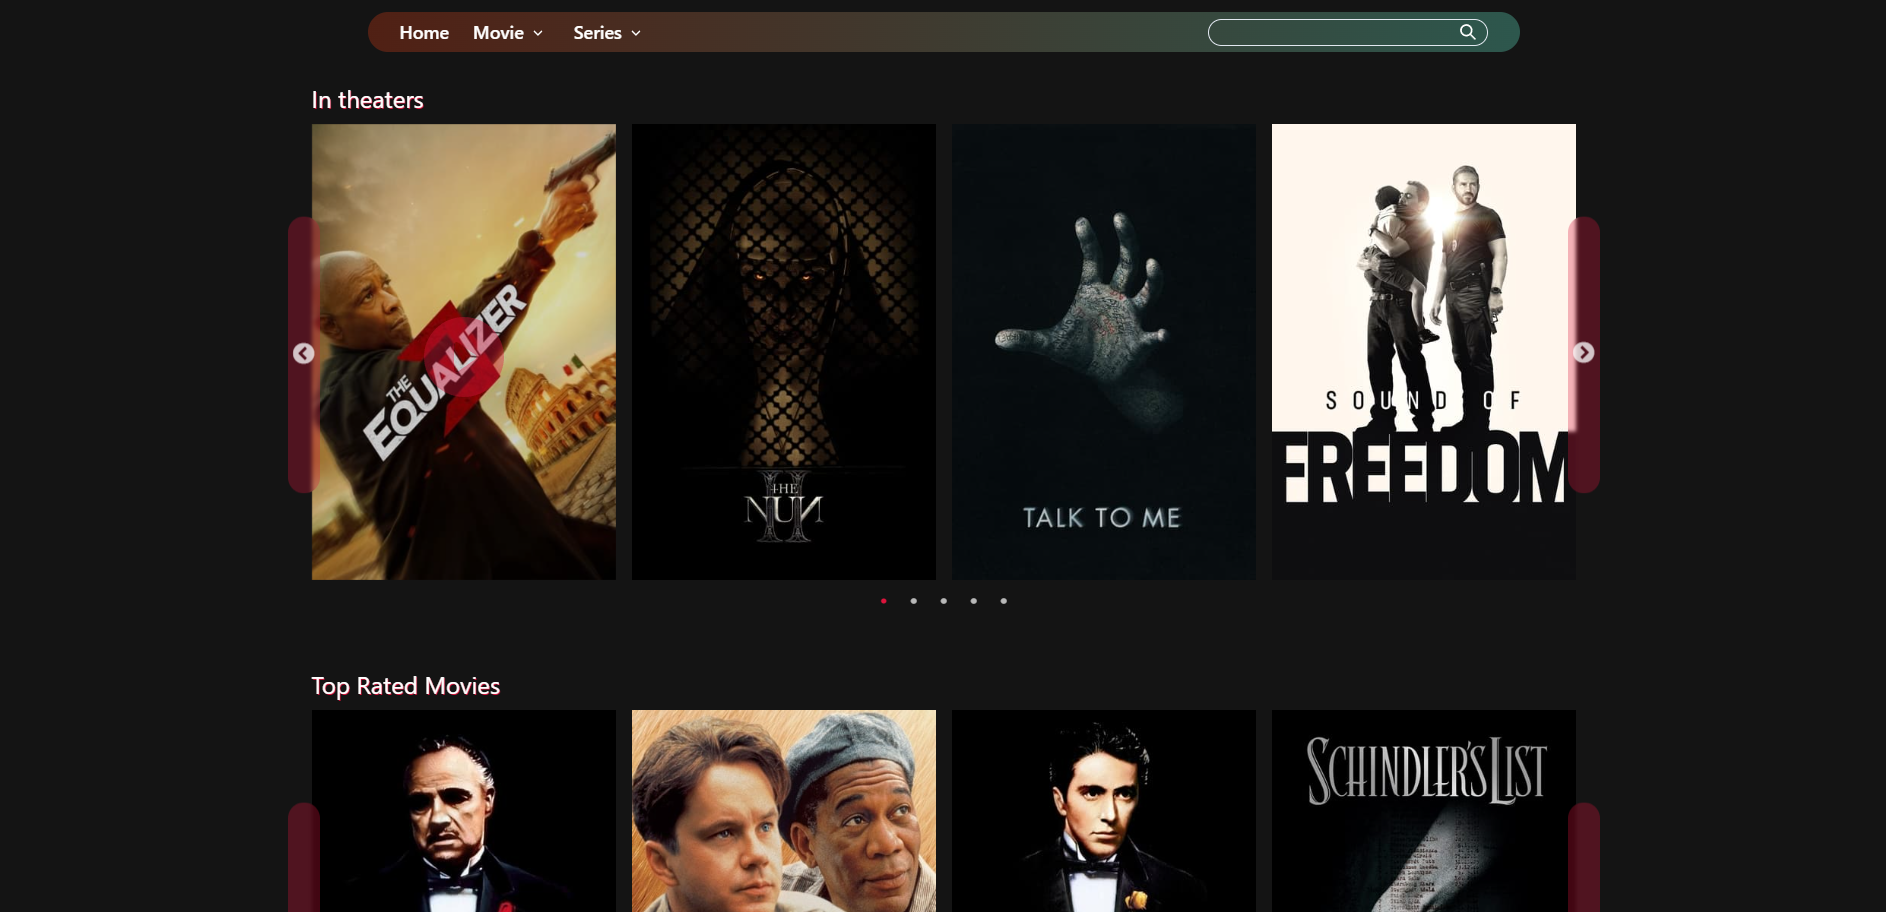 Home Movie Series
In theaters
THE
EQUALIZER
THE
NUN
II
TALK TO ME
SOUND OF
FREEDOM
Top Rated Movies
SCHINDLER'S LIST